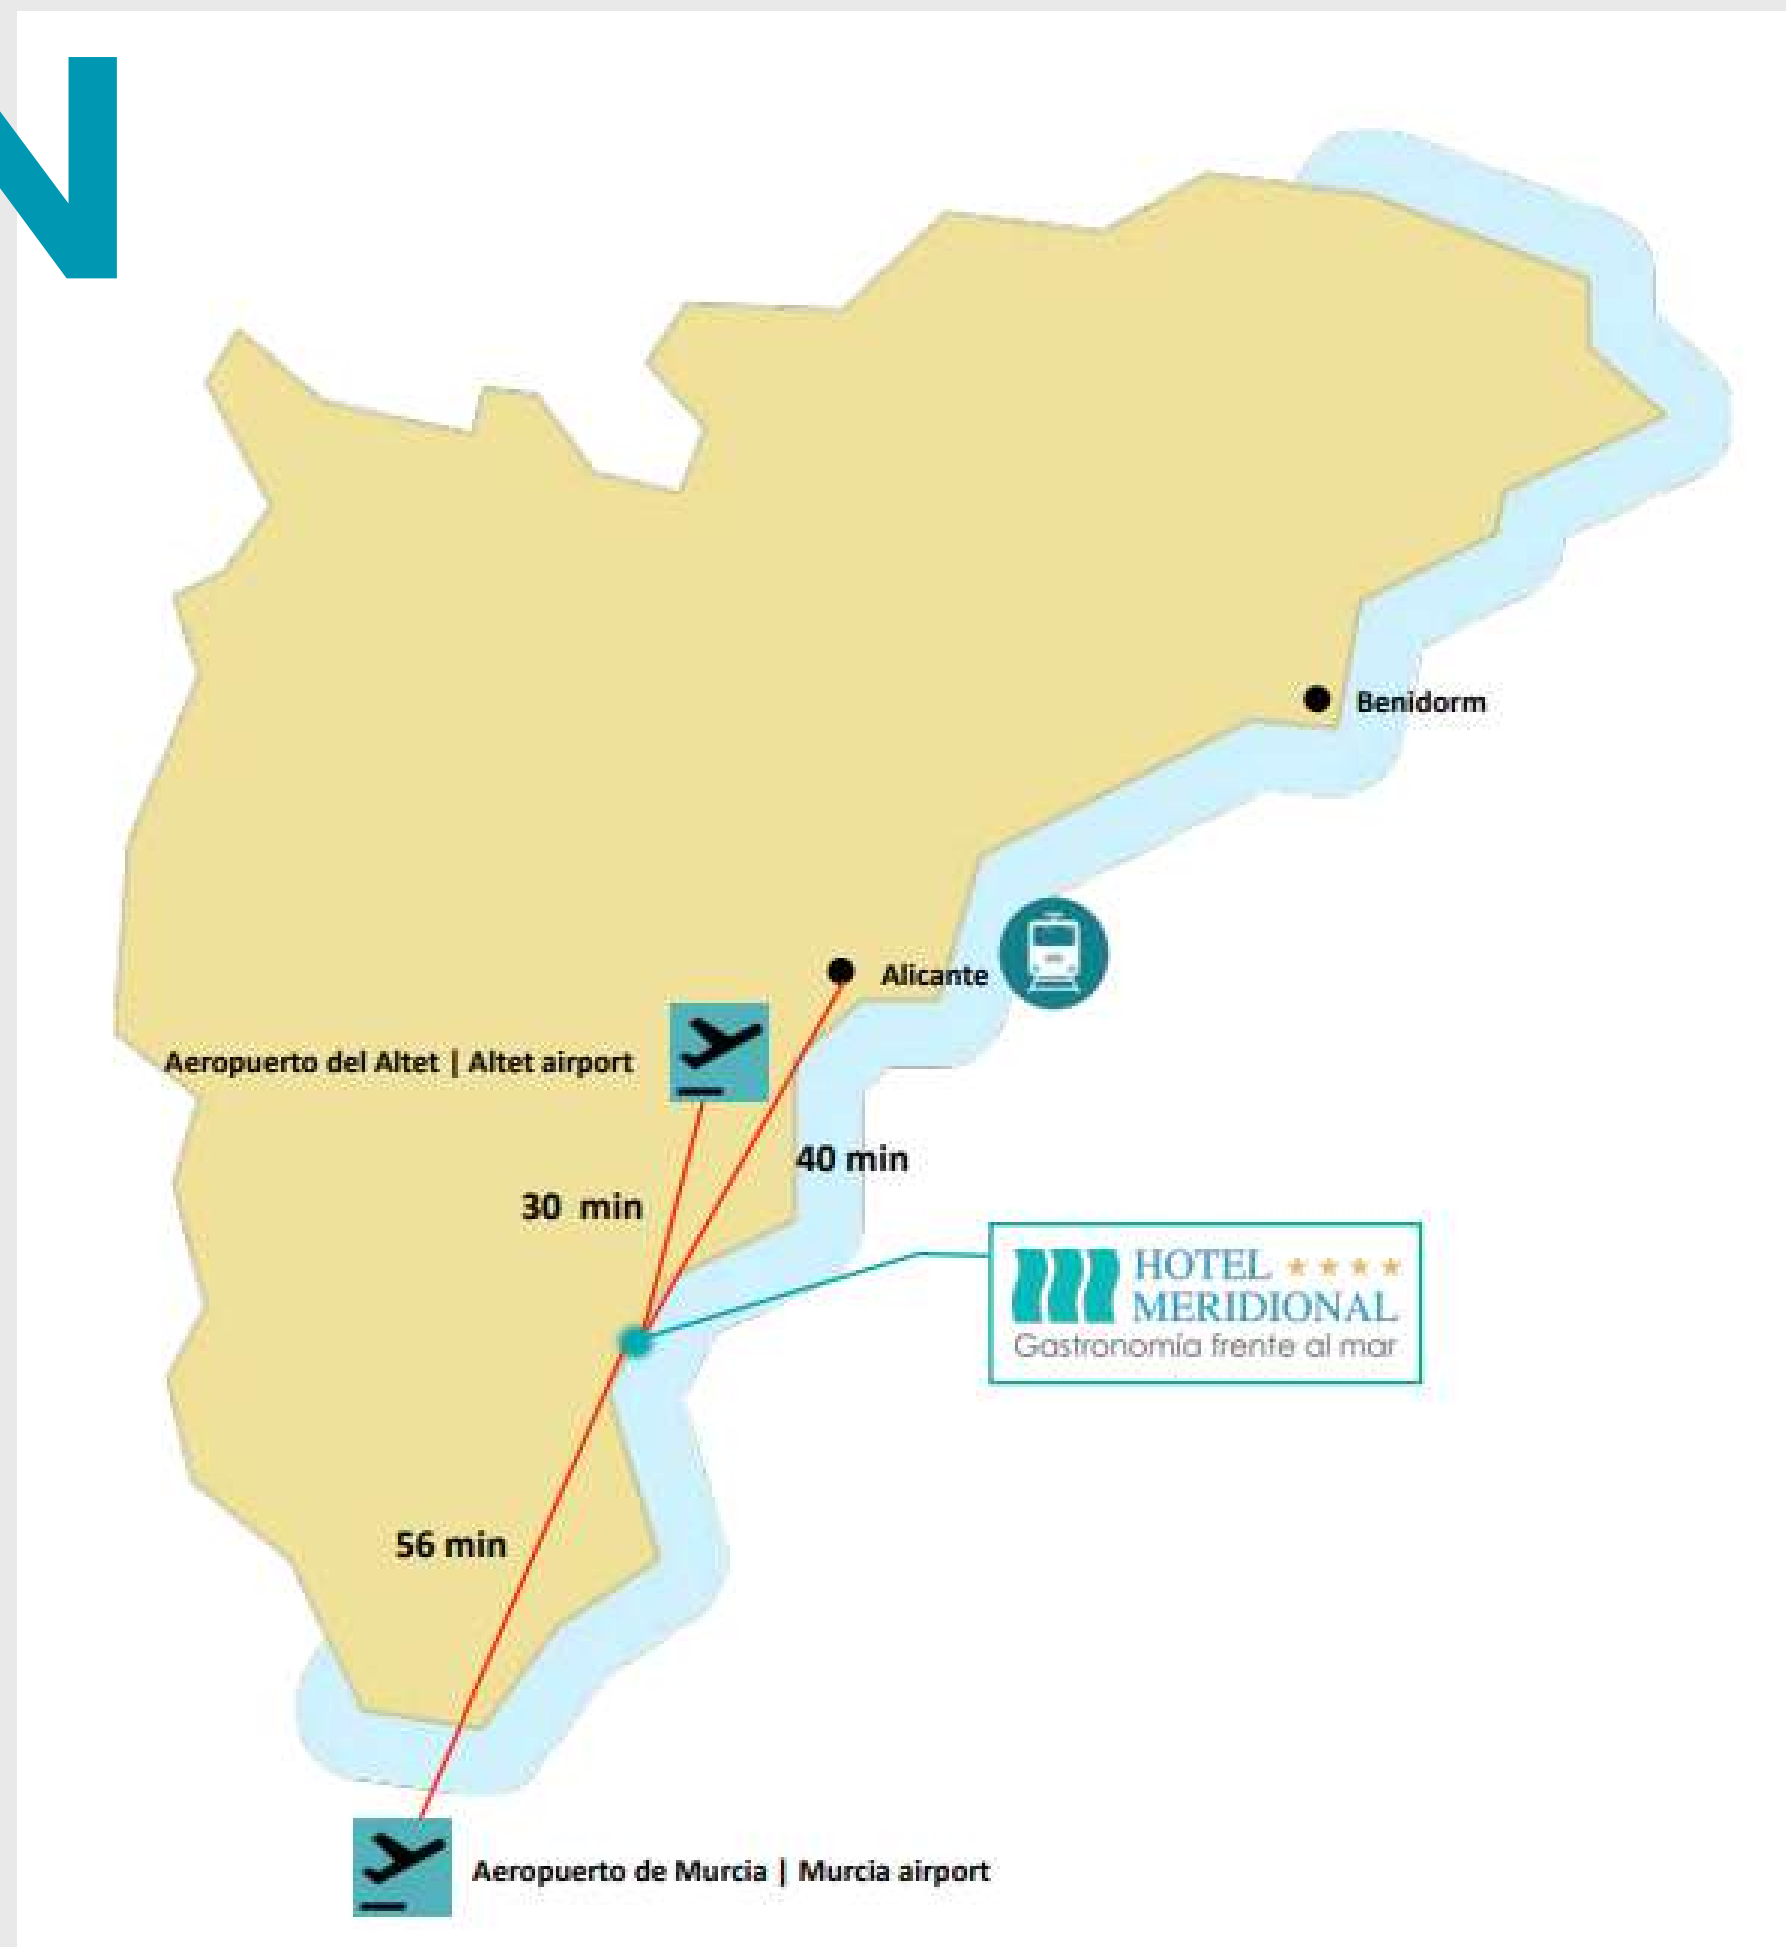 N
Benidorm
Alicante
Aeropuerto del Altet | Altet airport
40 min
30 min
HOTEL
MERIDIONAL
Gastronomía frente al mar
56 min
Aeropuerto de Murcia | Murcia airport